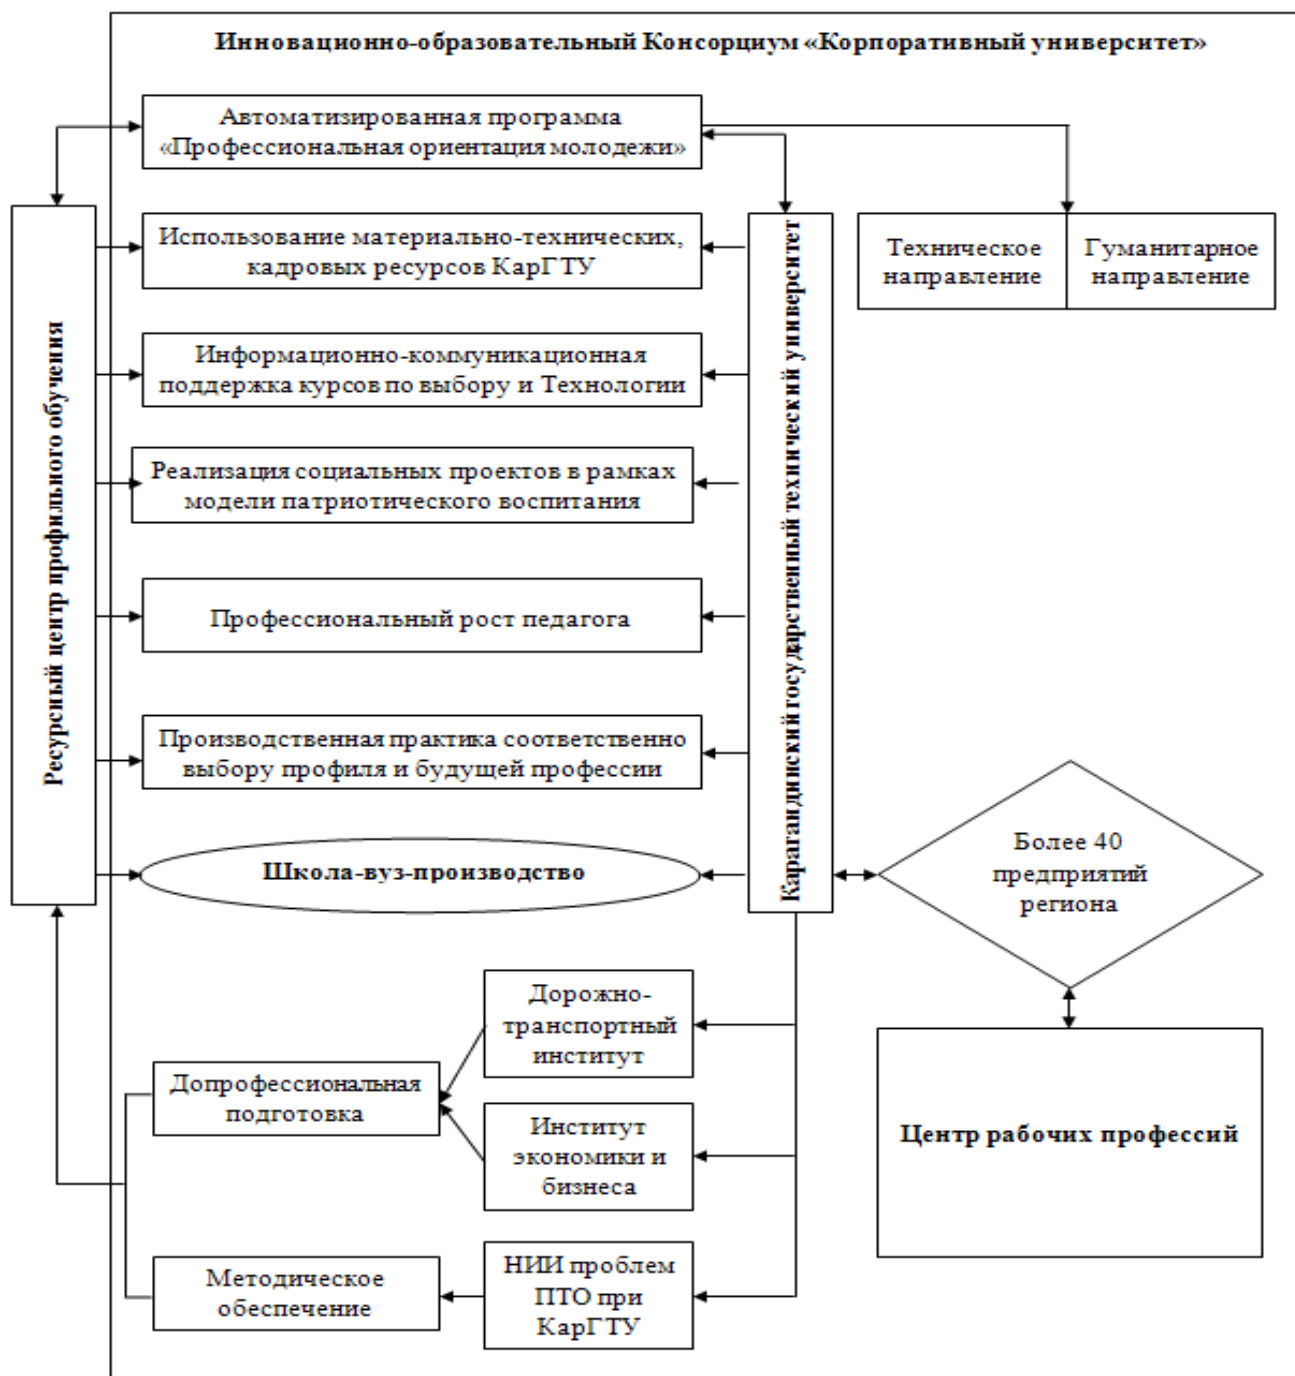 Инновационно-образовательный Консорциум «Корпоративный университет»
Автоматизированная программа
«Профессиональная ориентация молодежи»
Использование материально-технических,
кадровых ресурсов КарГТУ
Техническое
направление
Гуманитарное
направление
Информационно-коммуникационная
поддержка курсов по выбору и Технологии
Реализация социальных проектов в рамках
модели патриотического воспитания
Профессиональный рост педагога
Производственная практика соответственно
выбору профиля и будущей профессии
Школа-вуз-производство
Ресурсный центр профильного обучения
Карагандинский государственный технический университет
Более 40
предприятий
региона
Дорожно-
транспортный
институт
Допрофессиональная
подготовка
Институт
экономики и
бизнеса
Центр рабочих профессий
Методическое
обеспечение
НИИ проблем
ПТО при
КарГТУ